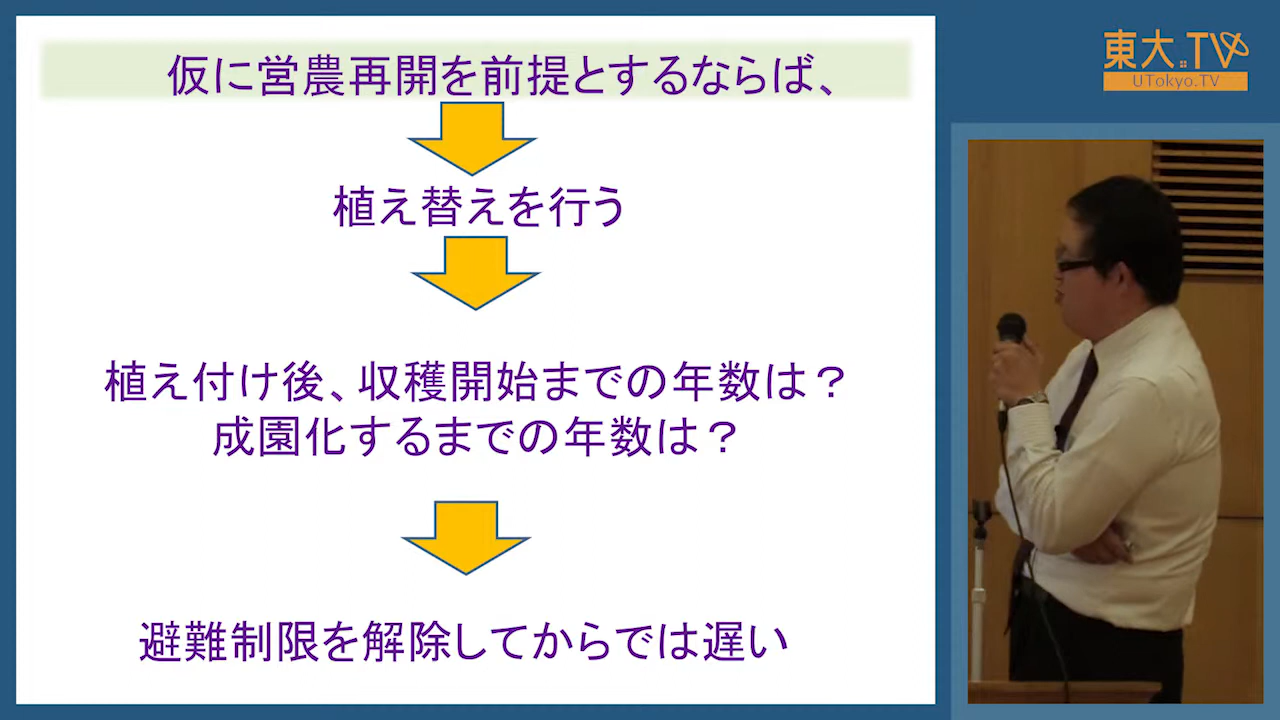 仮に営農再開を前提とするならば、
植え替えを行う
植え付け後、収穫開始までの年数は？
成園化するまでの年数は？
避難制限を解除してからでは遅い
東大.TV
UTokyo.TV